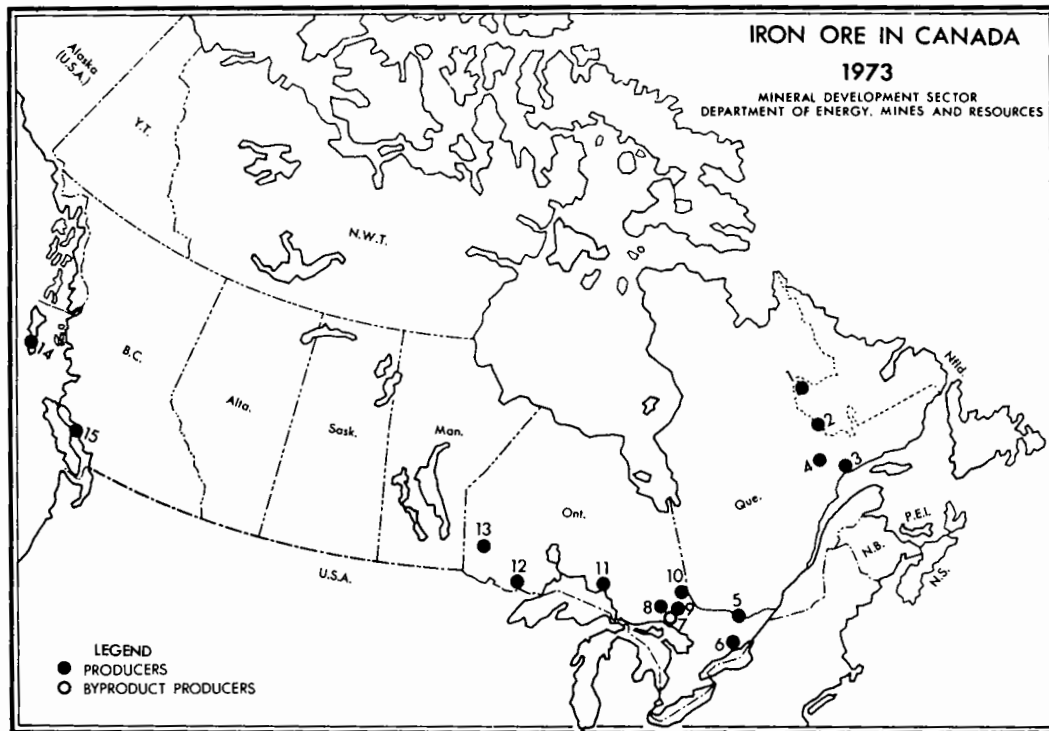 IRON ORE IN CANADA
1973
MINERAL DEVELOPMENT SECTOR
DEPARTMENT OF ENERGY, MINES AND RESOURCES
Alaska
(U.S.A.)
Y.T.
N.W.T.
B.C.
Alta.
Sask.
Man.
Ont.
Que.
Nfld.
P.E.I.
N.B.
N.S.
U.S.A.
14
15
1
2
4
3
13
12
11
10
8
9
7
5
6
LEGEND
PRODUCERS
BYPRODUCT PRODUCERS